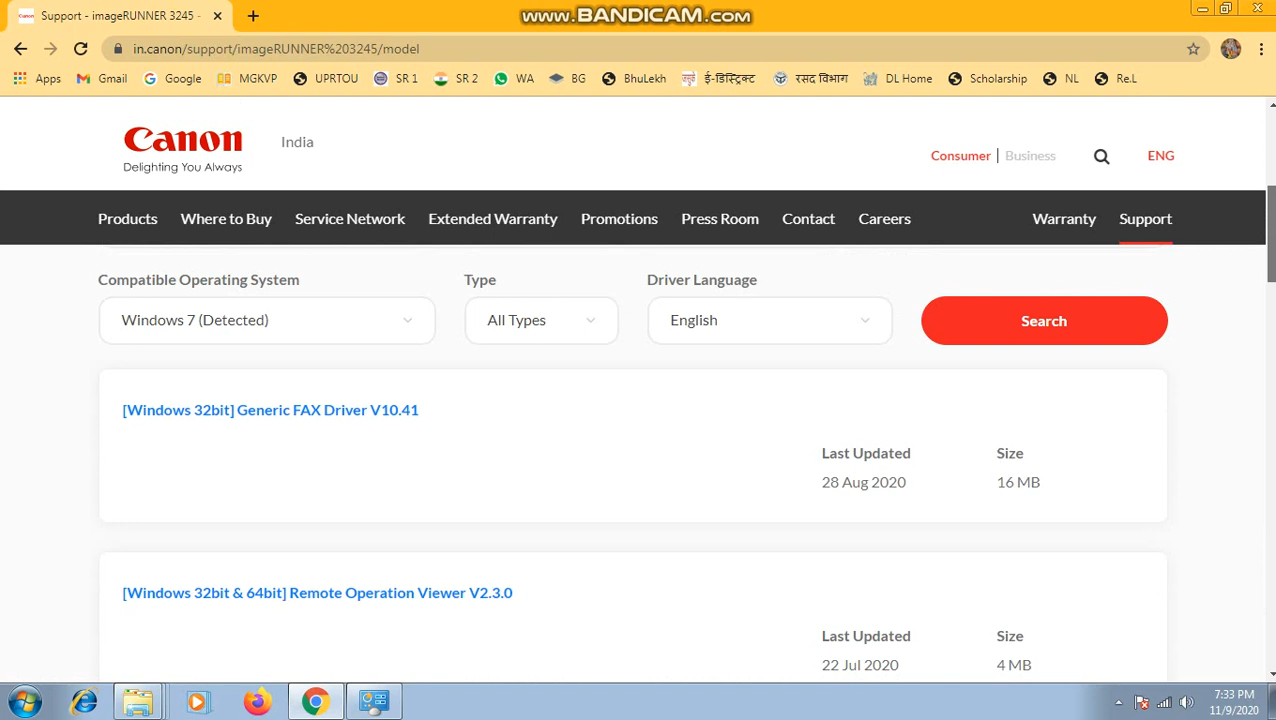 Support - imageRUNNER 3245 -
www.BANDICAM.com
in.canon/support/imageRUNNER%203245/model
Apps Gmail Google MGKVP UPRTOU SR 1 SR 2 WA BG BhuLekh ई-डिस्ट्रिक्ट रसद विभाग DL Home Scholarship NL Re.L
Canon
Delighting You Always
India
Consumer | Business ENG
Products Where to Buy Service Network Extended Warranty Promotions Press Room Contact Careers Warranty Support
Compatible Operating System Type Driver Language
Windows 7 (Detected) All Types English Search
[Windows 32bit] Generic FAX Driver V10.41
Last Updated Size
28 Aug 2020 16 MB
[Windows 32bit & 64bit] Remote Operation Viewer V2.3.0
Last Updated Size
22 Jul 2020 4 MB
7:33 PM
11/9/2020